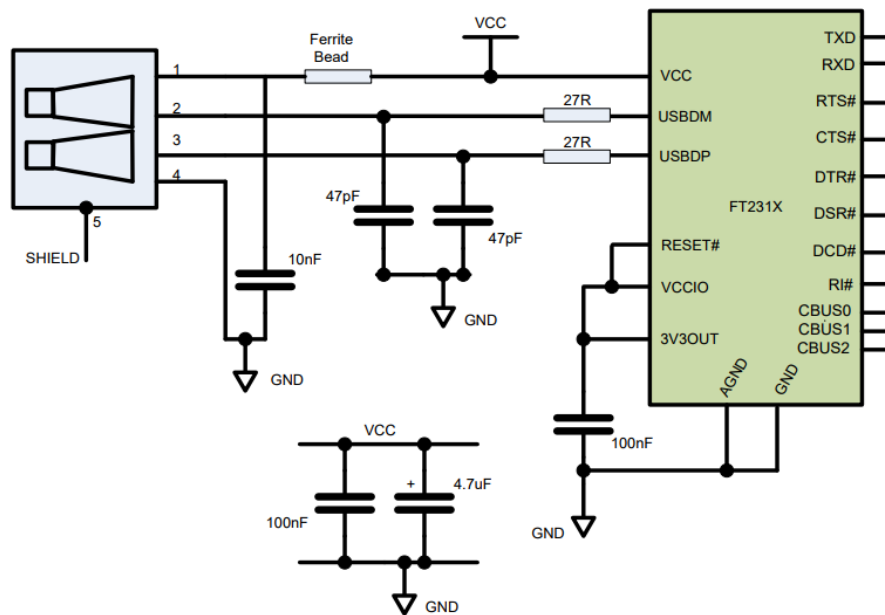 VCC
Ferrite
Bead
1
2
3
4
5
SHIELD
10nF
GND
47pF
47pF
GND
27R
27R
VCC
USBDM
USBDP
RESET#
VCCIO
3V3OUT
FT231X
TXD
RXD
RTS#
CTS#
DTR#
DSR#
DCD#
RI#
CBUS0
CBUS1
CBUS2
AGND
GND
100nF
GND
VCC
100nF
+
4.7uF
GND